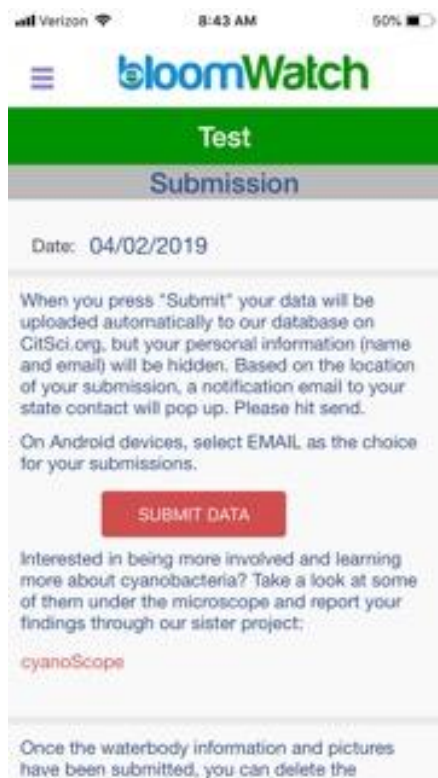 Verizon 8:43 AM 50%
bloomWatch
Test
Submission
Date: 04/02/2019
When you press "Submit" your data will be
uploaded automatically to our database on
CitSci.org, but your personal information (name
and email) will be hidden. Based on the location
of your submission, a notification email to your
state contact will pop up. Please hit send.
On Android devices, select EMAIL as the choice
for your submissions.
SUBMIT DATA
Interested in being more involved and learning
more about cyanobacteria? Take a look at some
of them under the microscope and report your
findings through our sister project:
cyanoScope
Once the waterbody information and pictures
have been submitted, you can delete the